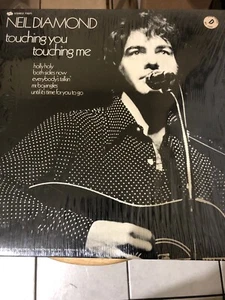 NEIL DIAMOND
touching you
touching me
holly holy
both sides now
everybody's talkin'
mr. bojangles
until it's time for you to go